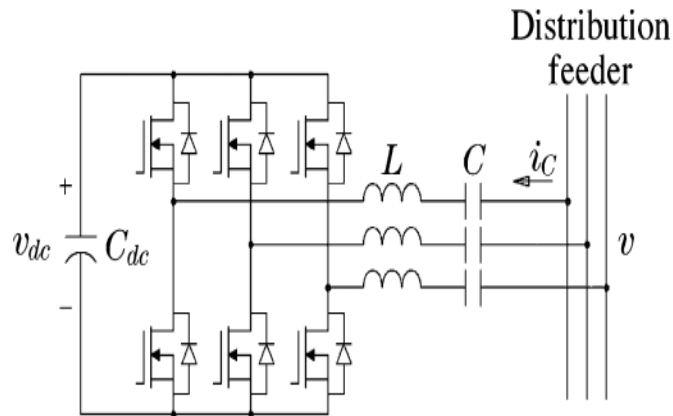 Distribution
feeder
L
C
i_C
+
v_dc
C_dc
v
−